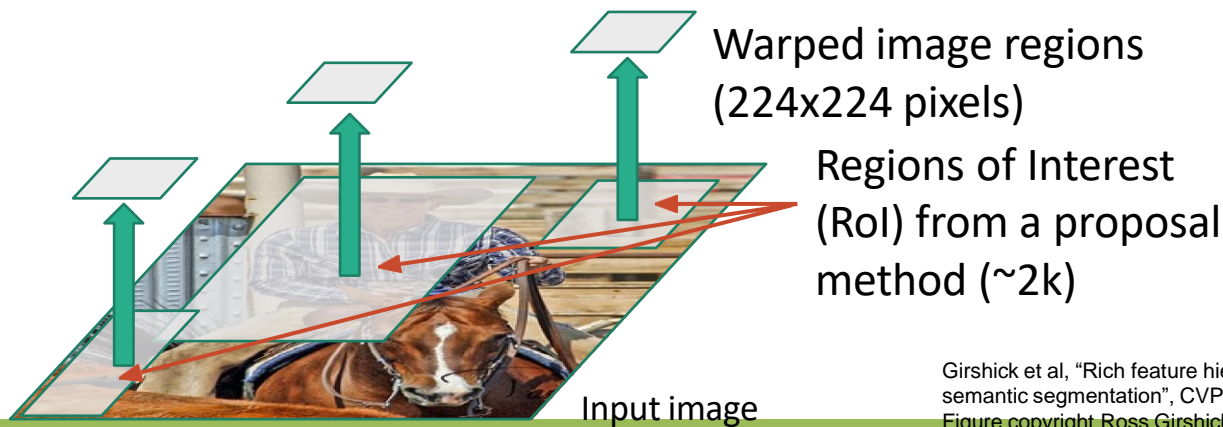 Warped image regions
(224x224 pixels)
Regions of Interest
(RoI) from a proposal
method (~2k)
Input image
Girshick et al, “Rich feature hie
semantic segmentation”, CVP
Figure copyright Ross Girshick